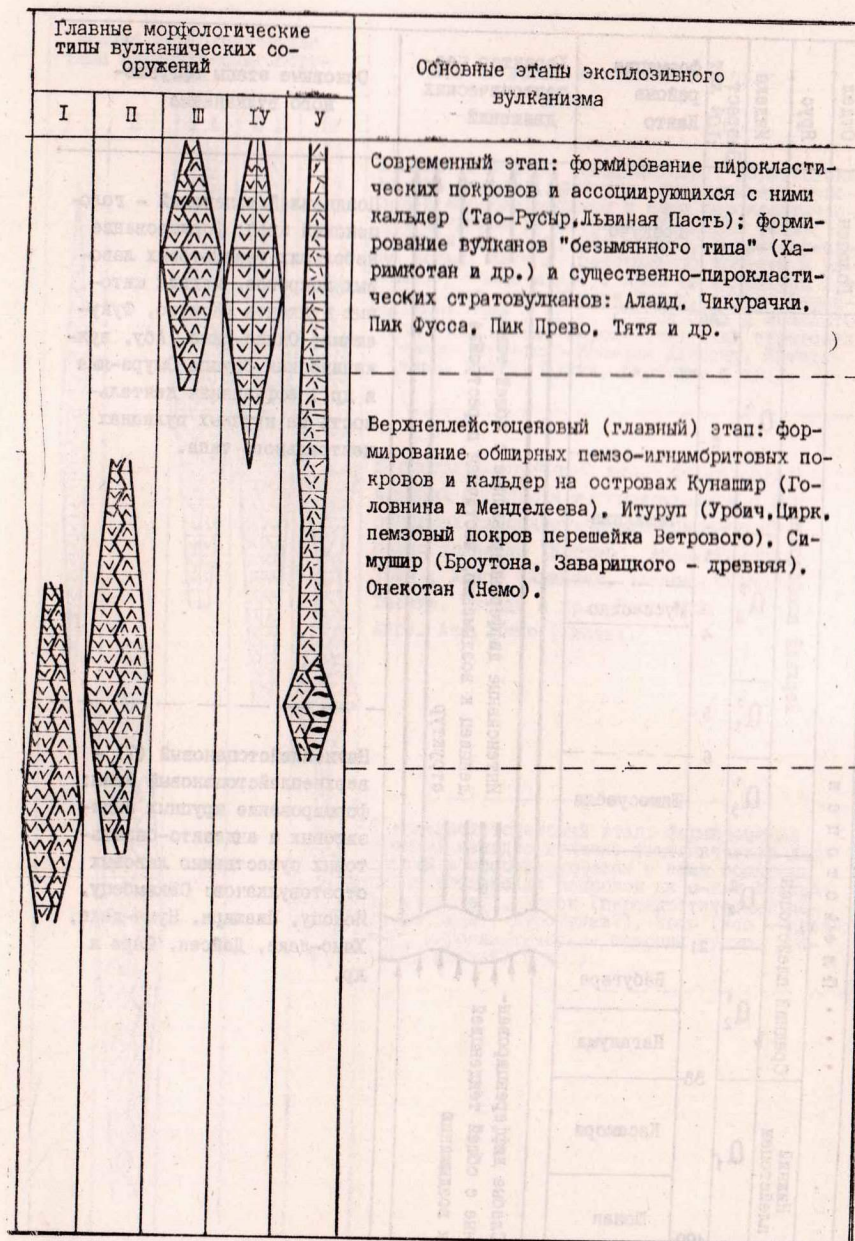 Главные морфологические
типы вулканических со-
оружений
Основные этапы эксплозивного
вулканизма
I П Ш IУ У
Современный этап: формирование пирокласти-
ческих покровов и ассоциирующихся с ними
кальдер (Тао-Русыр,Львиная Пасть); форми-
рование вулканов "безымянного типа" (Ха-
римкотан и др.) и существенно-пирокласти-
ческих стратовулканов: Алаид, Чикурачки,
Пик Фусса, Пик Прево, Тятя и др.
Верхнеплейстоценовый (главный) этап: фор-
мирование обширных пемзо-игнимбритовых по-
кровов и кальдер на островах Кунашир (Го-
ловнина и Менделеева), Итуруп (Урбич,Цирк,
пемзовый покров перешейка Ветрового), Си-
мушир (Броутона, Заварицкого - древняя),
Онекотан (Немо).